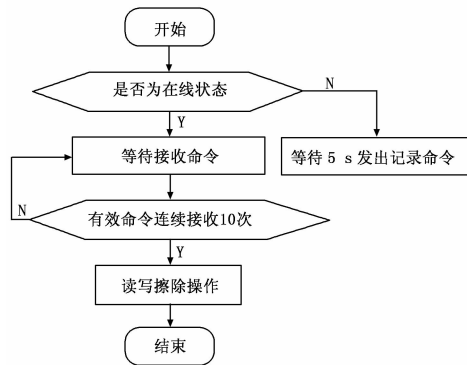 开始
是否为在线状态
N
Y
等待接收命令
等待 5 s 发出记录命令
N
有效命令连续接收10次
Y
读写擦除操作
结束